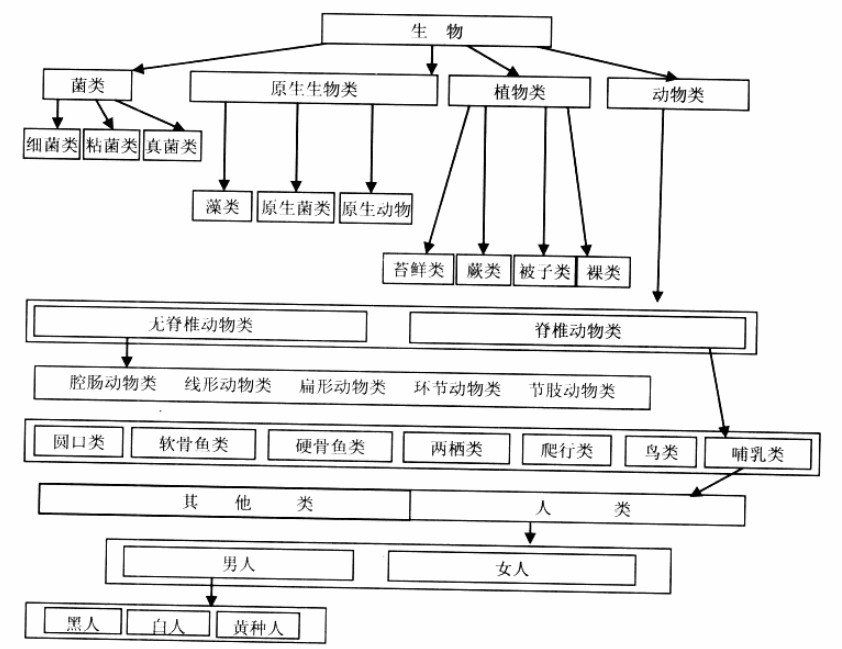 生 物
菌类 原生生物类 植物类 动物类
细菌类 粘菌类 真菌类
藻类 原生菌类 原生动物
苔鲜类 蕨类 被子类 裸类
无脊椎动物类 脊椎动物类
腔肠动物类 线形动物类 扁形动物类 环节动物类 节肢动物类
圆口类 软骨鱼类 硬骨鱼类 两栖类 爬行类 鸟类 哺乳类
其 他 类 人 类
男人 女人
黑人 白人 黄种人